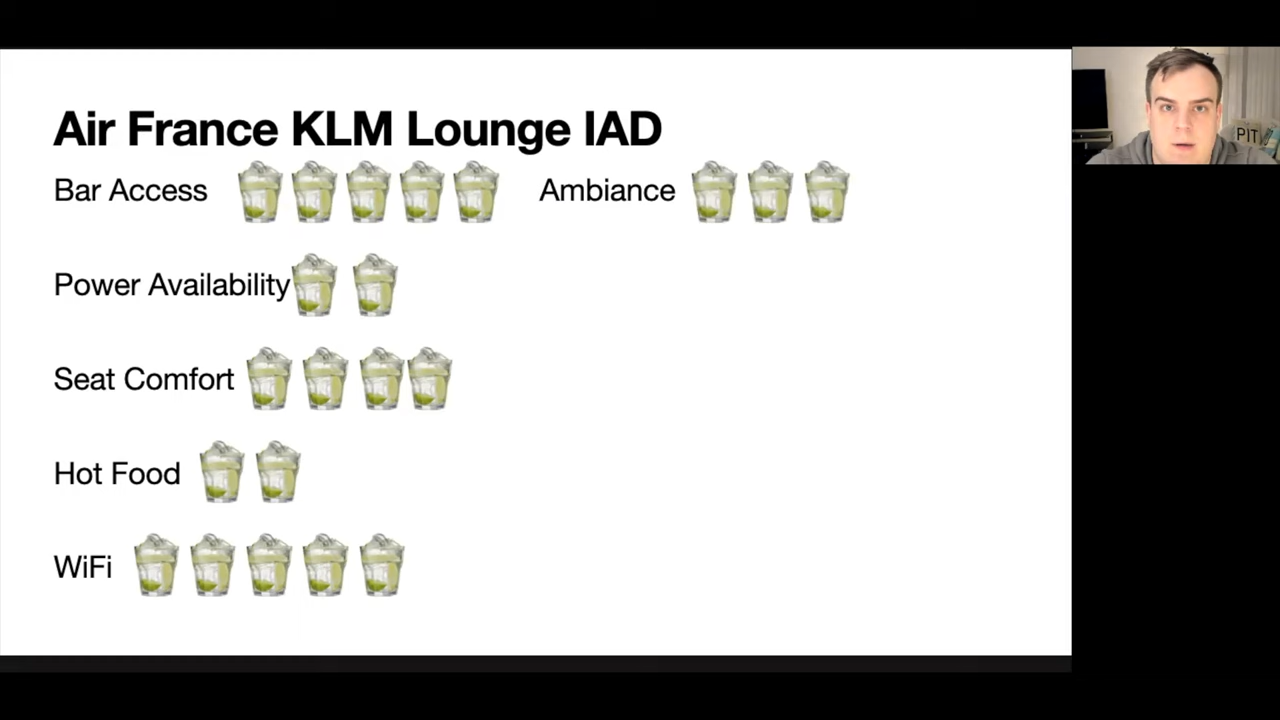 Air France KLM Lounge IAD
Bar Access
Ambiance
Power Availability
Seat Comfort
Hot Food
WiFi
PIT